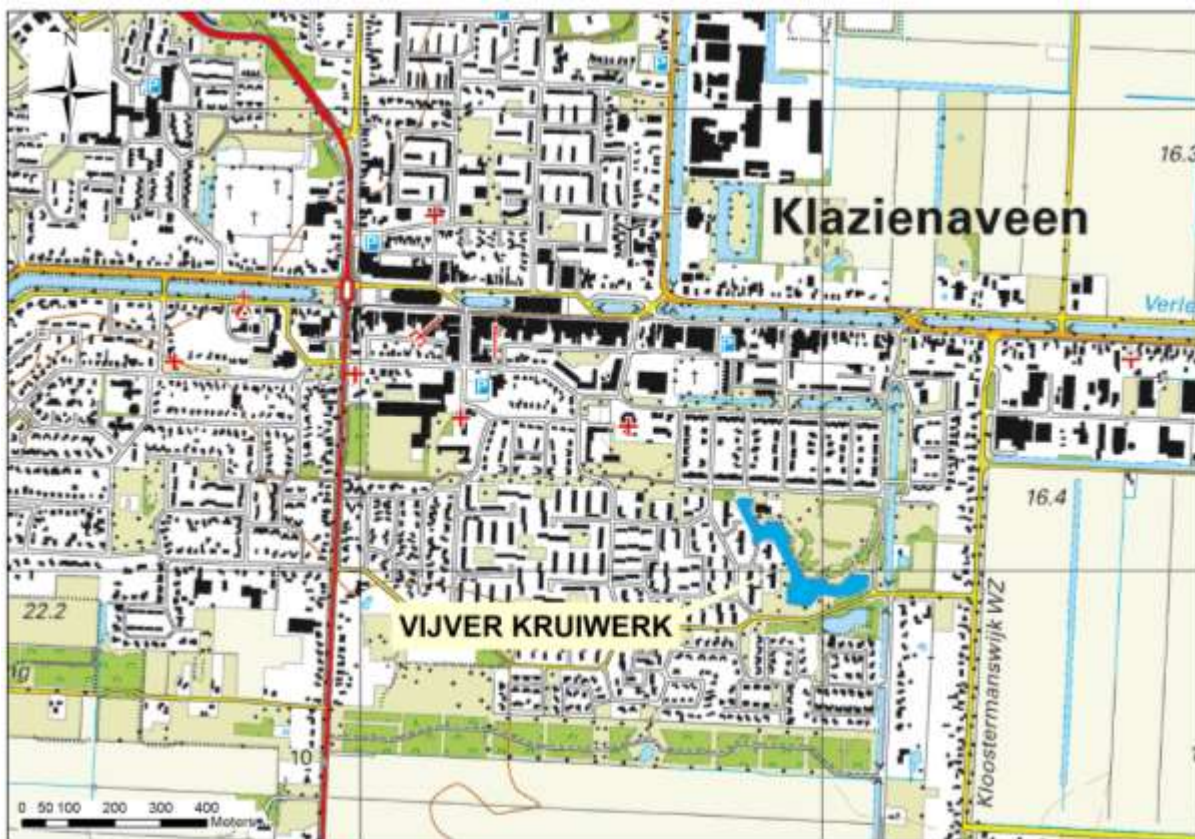 N
P
P
16.3
Klazienaveen
P
Verle
P
P
16.4
22.2
VIJVER KRUIWERK
Kloostermanswijk WZ
10
0 50 100 200 300 400
Meters